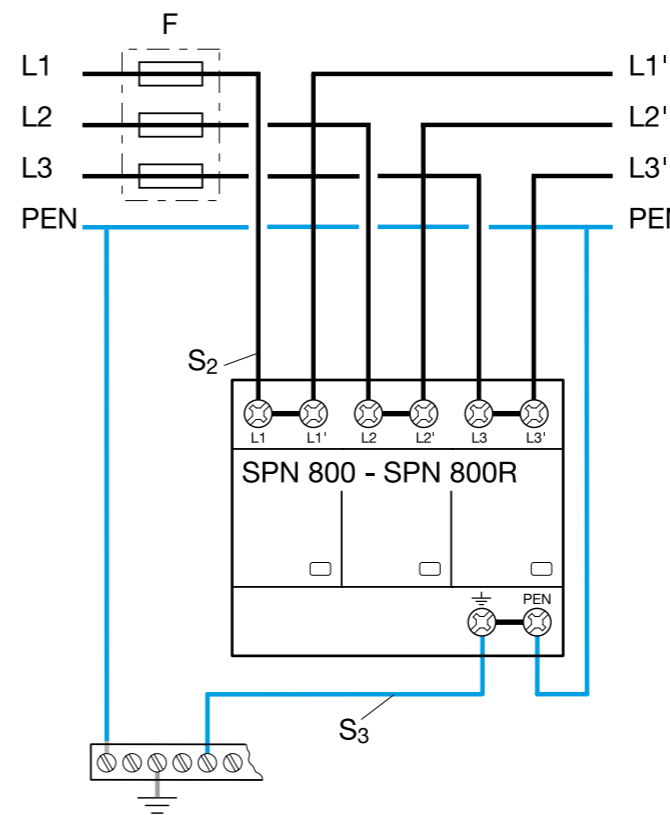 F
L1 L1'
L2 L2'
L3 L3'
PEN PEN
S2
L1 L1' L2 L2' L3 L3'
SPN 800 - SPN 800R
PEN
S3